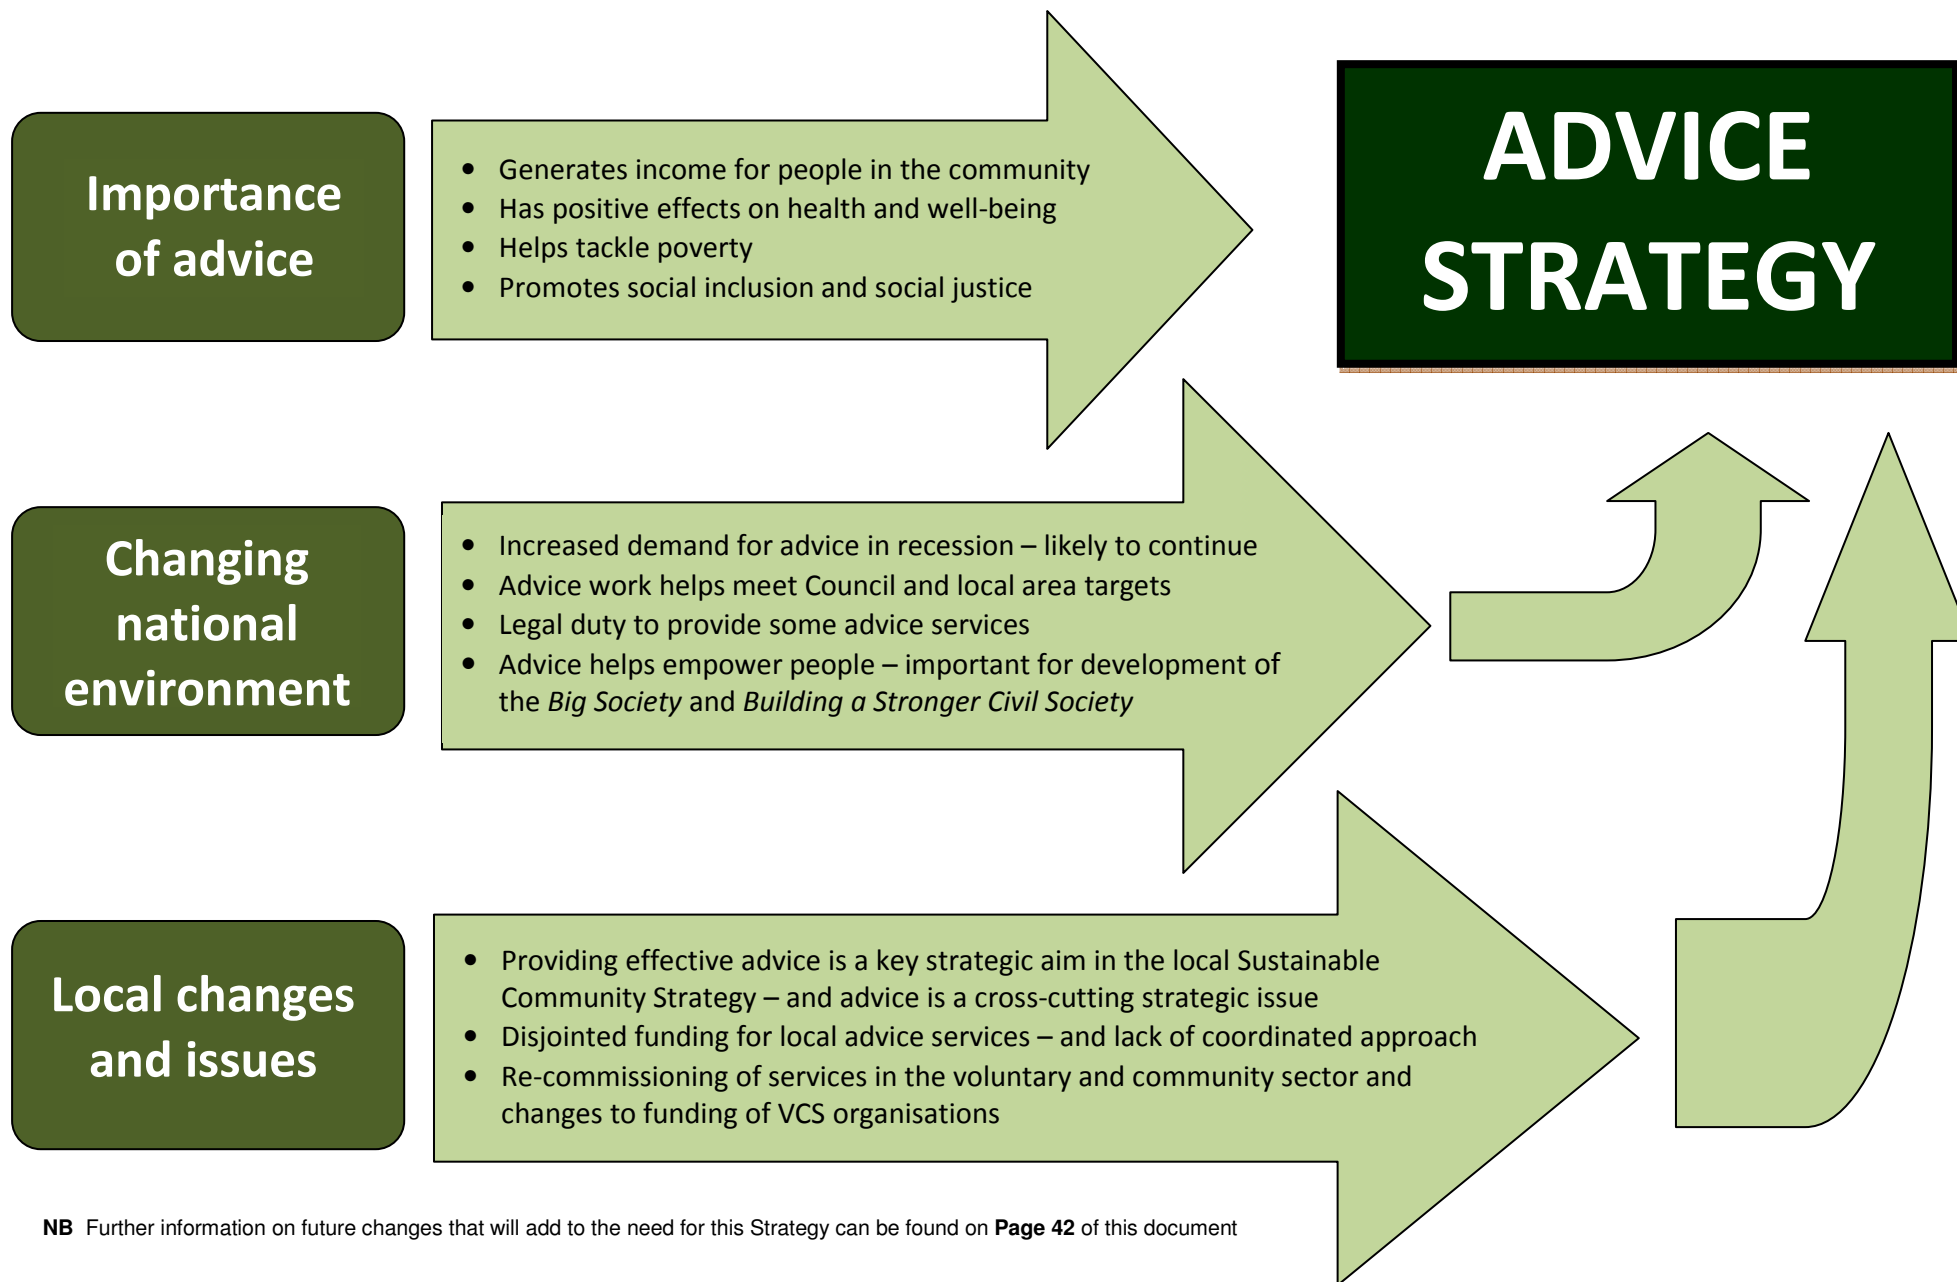 ADVICE
STRATEGY
Importance
of advice
• Generates income for people in the community
• Has positive effects on health and well-being
• Helps tackle poverty
• Promotes social inclusion and social justice
Changing
national
environment
• Increased demand for advice in recession – likely to continue
• Advice work helps meet Council and local area targets
• Legal duty to provide some advice services
• Advice helps empower people – important for development of
the Big Society and Building a Stronger Civil Society
Local changes
and issues
• Providing effective advice is a key strategic aim in the local Sustainable
Community Strategy – and advice is a cross-cutting strategic issue
• Disjointed funding for local advice services – and lack of coordinated approach
• Re-commissioning of services in the voluntary and community sector and
changes to funding of VCS organisations
NB Further information on future changes that will add to the need for this Strategy can be found on Page 42 of this document